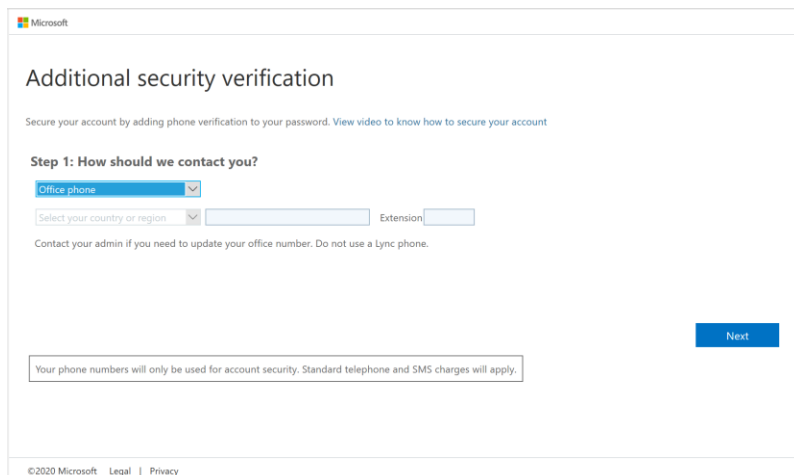 Microsoft
Additional security verification
Secure your account by adding phone verification to your password. View video to know how to secure your account
Step 1: How should we contact you?
Office phone
Select your country or region
Extension
Contact your admin if you need to update your office number. Do not use a Lync phone.
Next
Your phone numbers will only be used for account security. Standard telephone and SMS charges will apply.
©2020 Microsoft Legal | Privacy